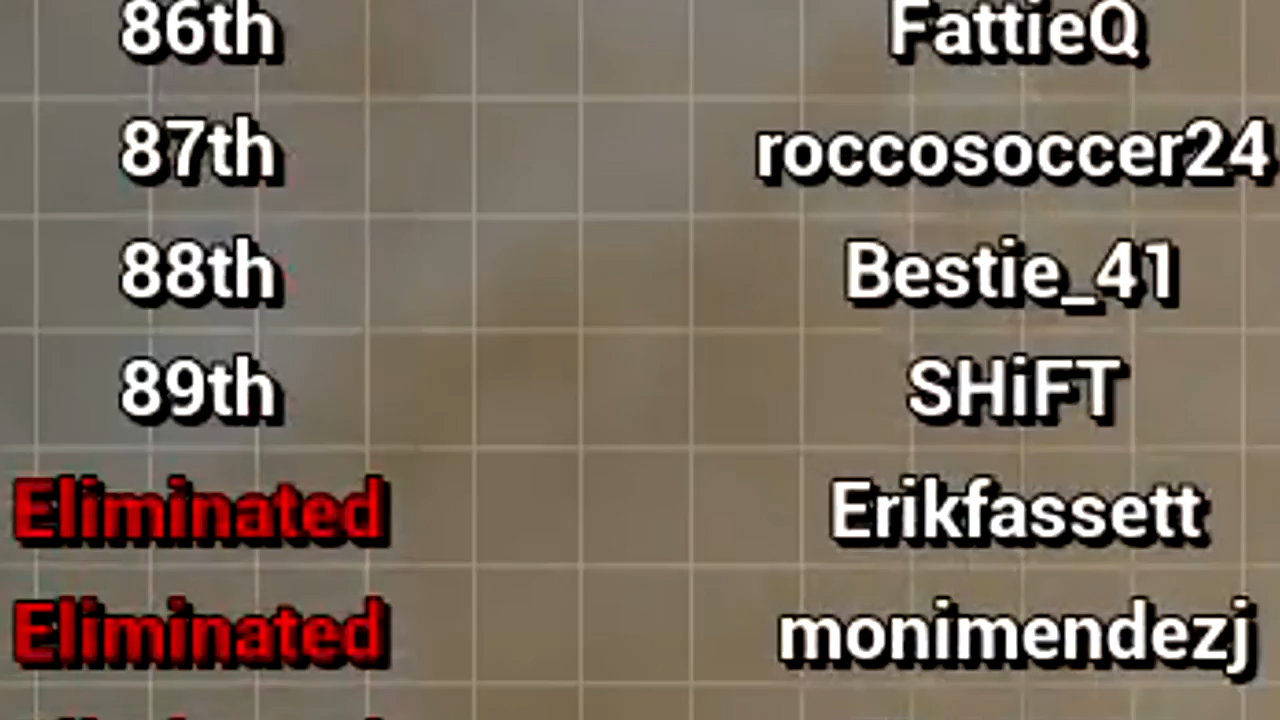 86th FattieQ
87th roccosoccer24
88th Bestie_41
89th SHiFT
Eliminated Erikfassett
Eliminated monimendezj